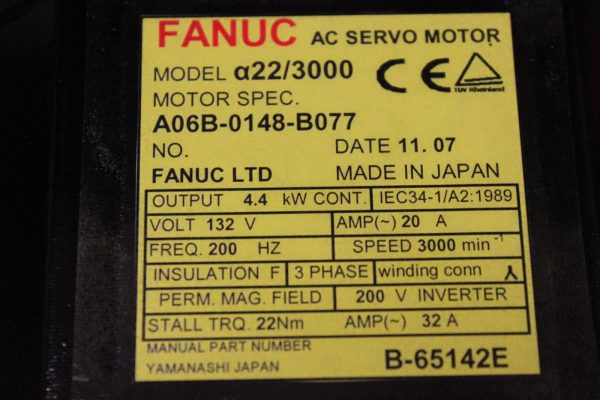 FANUC AC SERVO MOTOR
MODEL α22/3000
CE TÜV Rheinland
MOTOR SPEC.
A06B-0148-B077
NO. DATE 11. 07
FANUC LTD MADE IN JAPAN
OUTPUT 4.4 kW CONT. IEC34-1/A2:1989
VOLT 132 V AMP(~) 20 A
FREQ. 200 HZ SPEED 3000 min⁻¹
INSULATION F 3 PHASE winding conn ⅄
PERM. MAG. FIELD 200 V INVERTER
STALL TRQ. 22Nm AMP(~) 32 A
MANUAL PART NUMBER
YAMANASHI JAPAN B-65142E